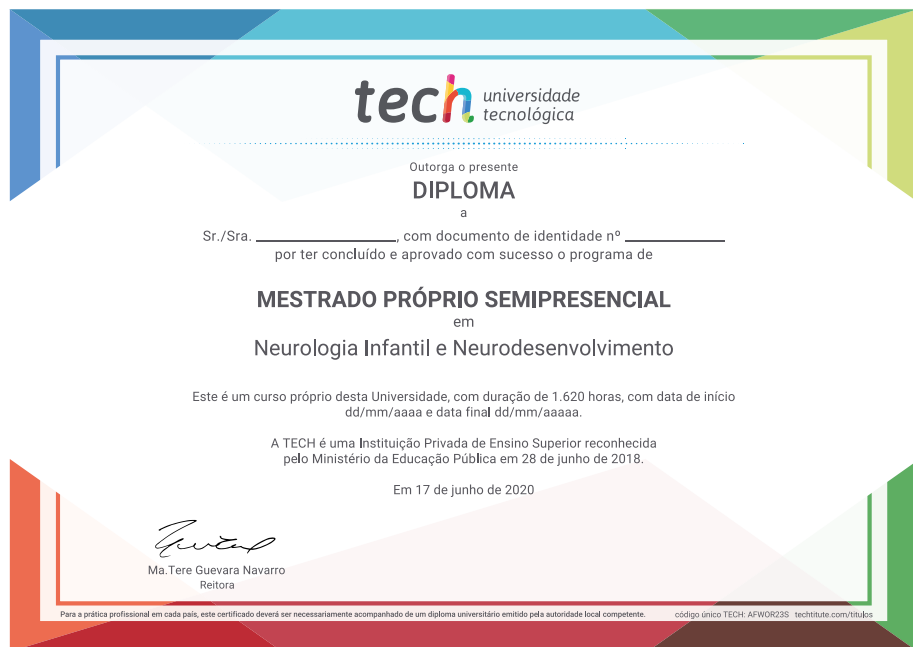 tech universidade
tecnológica
Outorga o presente
DIPLOMA
a
Sr./Sra. ____________________, com documento de identidade nº ______________
por ter concluído e aprovado com sucesso o programa de
MESTRADO PRÓPRIO SEMIPRESENCIAL
em
Neurologia Infantil e Neurodesenvolvimento
Este é um curso próprio desta Universidade, com duração de 1.620 horas, com data de início
dd/mm/aaaa e data final dd/mm/aaaaa.
A TECH é uma Instituição Privada de Ensino Superior reconhecida
pelo Ministério da Educação Pública em 28 de junho de 2018.
Em 17 de junho de 2020
Ma.Tere Guevara Navarro
Reitora
Para a prática profissional em cada país, este certificado deverá ser necessariamente acompanhado de um diploma universitário emitido pela autoridade local competente. código único TECH: AFWOR23S techtitute.com/titulos